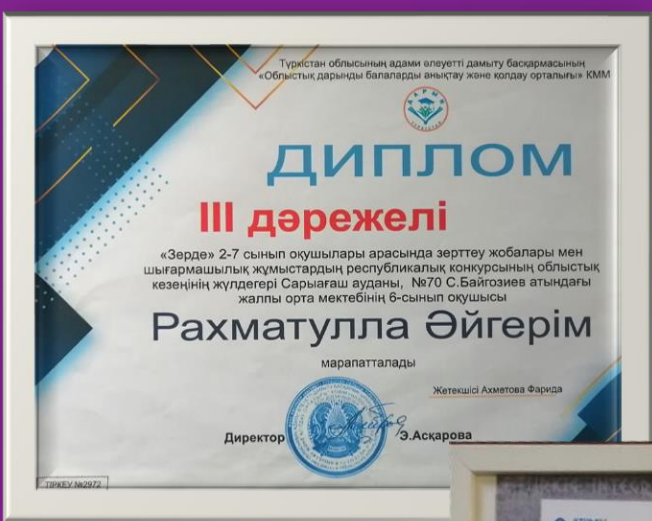 Түркістан облысының адами әлеуетті дамыту басқармасының
«Облыстық дарынды балаларды анықтау және қолдау орталығы» КММ
ДИПЛОМ
III дәрежелі
«Зерде» 2-7 сынып оқушылары арасында зерттеу жобалары мен
шығармашылық жұмыстардың республикалық конкурсының облыстық
кезеңінің жүлдегері Сарыағаш ауданы, №70 С.Байгозиев атындағы
жалпы орта мектебінің 6-сынып оқушысы
Рахматулла Әйгерім
марапатталады
Жетекшісі Ахметова Фарида
Директор Э.Асқарова
ТІРКЕУ №2972